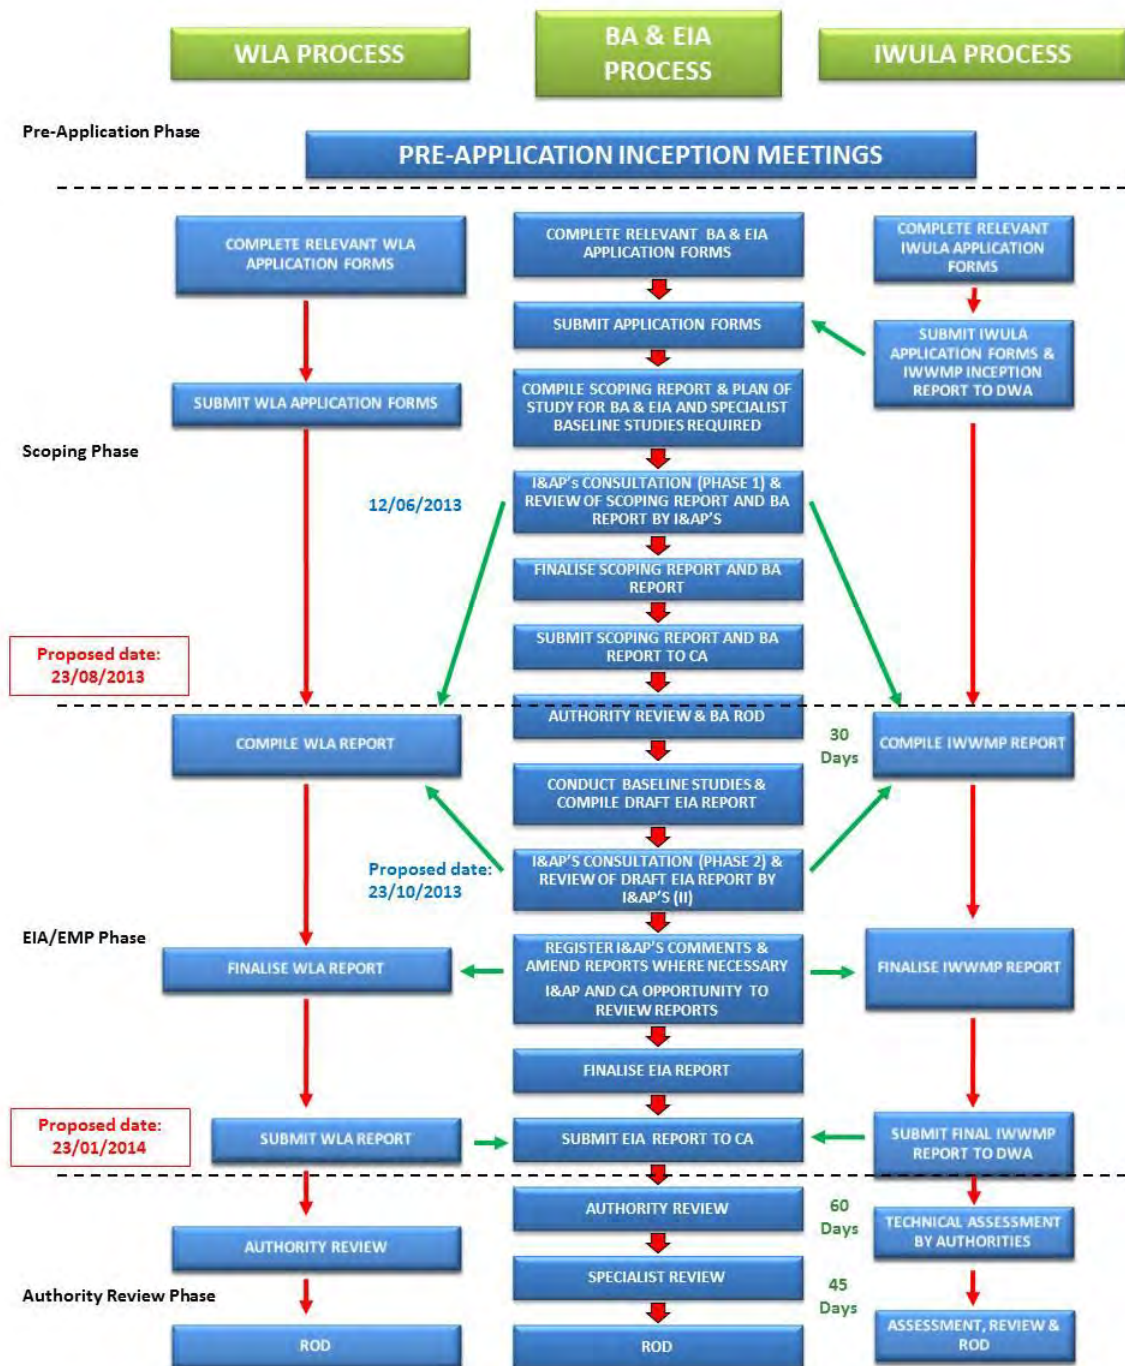 WLA PROCESS
BA & EIA
PROCESS
IWULA PROCESS
Pre-Application Phase
PRE-APPLICATION INCEPTION MEETINGS
COMPLETE RELEVANT WLA
APPLICATION FORMS
COMPLETE RELEVANT BA & EIA
APPLICATION FORMS
COMPLETE RELEVANT
IWULA APPLICATION
FORMS
SUBMIT APPLICATION FORMS
SUBMIT IWULA
APPLICATION FORMS &
IWWMP INCEPTION
REPORT TO DWA
SUBMIT WLA APPLICATION FORMS
COMPILE SCOPING REPORT & PLAN OF
STUDY FOR BA & EIA AND SPECIALIST
BASELINE STUDIES REQUIRED
Scoping Phase
12/06/2013
I&AP's CONSULTATION (PHASE 1) &
REVIEW OF SCOPING REPORT AND BA
REPORT BY I&AP'S
FINALISE SCOPING REPORT AND BA
REPORT
SUBMIT SCOPING REPORT AND BA
REPORT TO CA
Proposed date:
23/08/2013
AUTHORITY REVIEW & BA ROD
30
Days
COMPILE WLA REPORT
COMPILE IWWMP REPORT
CONDUCT BASELINE STUDIES &
COMPILE DRAFT EIA REPORT
Proposed date:
23/10/2013
I&AP'S CONSULTATION (PHASE 2) &
REVIEW OF DRAFT EIA REPORT BY
I&AP'S (II)
EIA/EMP Phase
FINALISE WLA REPORT
REGISTER I&AP'S COMMENTS &
AMEND REPORTS WHERE NECESSARY
I&AP AND CA OPPORTUNITY TO
REVIEW REPORTS
FINALISE IWWMP REPORT
FINALISE EIA REPORT
Proposed date:
23/01/2014
SUBMIT WLA REPORT
SUBMIT EIA REPORT TO CA
SUBMIT FINAL IWWMP
REPORT TO DWA
AUTHORITY REVIEW
60
Days
TECHNICAL ASSESSMENT
BY AUTHORITIES
AUTHORITY REVIEW
SPECIALIST REVIEW
45
Days
Authority Review Phase
ROD
ROD
ASSESSMENT, REVIEW &
ROD